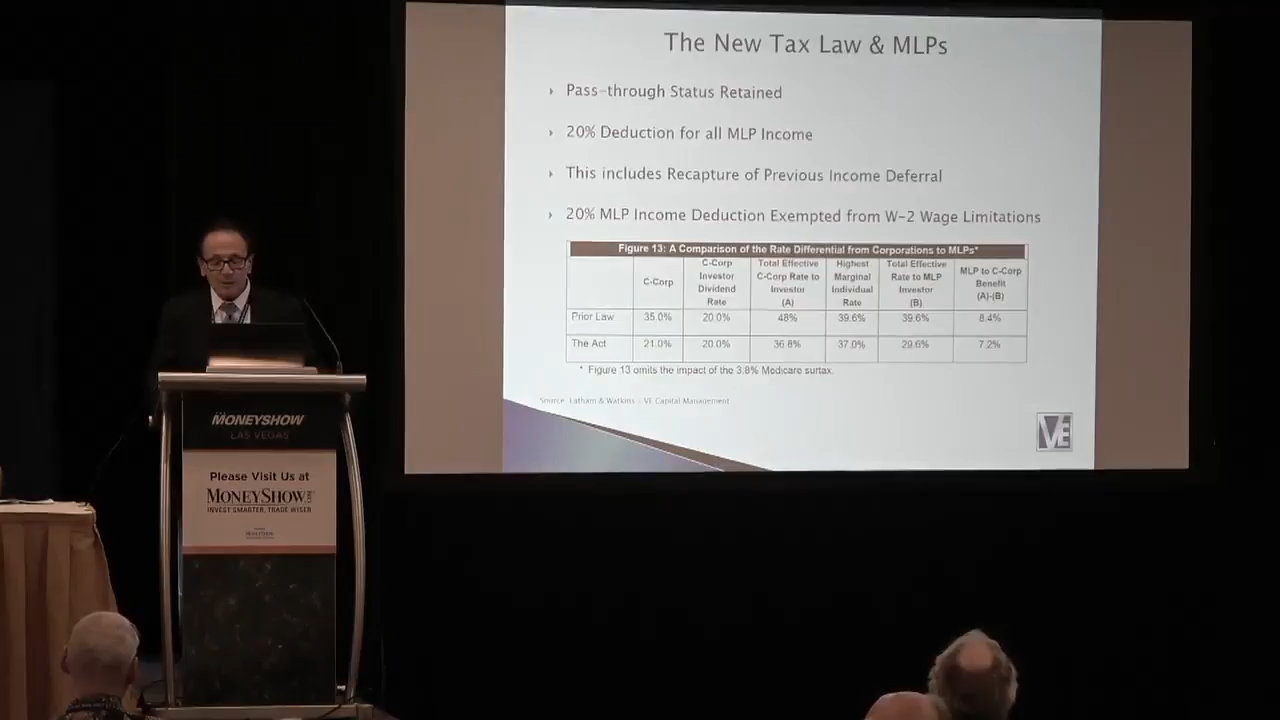 The New Tax Law & MLPs
Pass-through Status Retained
20% Deduction for all MLP Income
This includes Recapture of Previous Income Deferral
20% MLP Income Deduction Exempted from W-2 Wage Limitations
Figure 13: A Comparison of the Rate Differential from Corporations to MLPs*
C-Corp
C-Corp Investor Dividend Rate
Total Effective C-Corp Rate to Investor (A)
Highest Marginal Individual Rate
Total Effective Rate to MLP Investor (B)
MLP to C-Corp Benefit (A)-(B)
Prior Law 35.0% 20.0% 48% 39.6% 39.6% 8.4%
The Act 21.0% 20.0% 36.8% 37.0% 29.6% 7.2%
* Figure 13 omits the impact of the 3.8% Medicare surtax.
Source: Latham & Watkins - VE Capital Management
VE
MONEYSHOW
LAS VEGAS
Please Visit Us at
MONEYSHOW
INVEST SMARTER, TRADE WISER